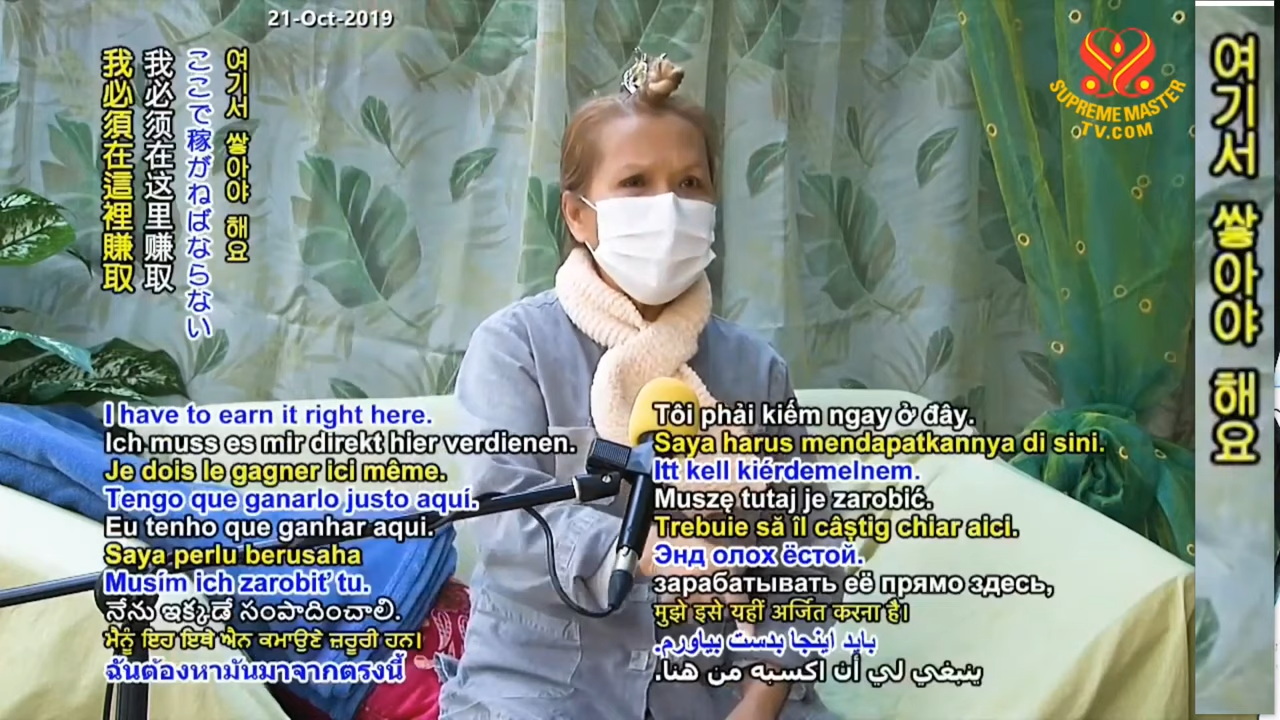 21-Oct-2019
SUPREME MASTER
TV.COM
여기서 쌓아야 해요
ここで稼がねばならない
我必须在这里赚取
我必須在這裡賺取
여기서 쌓아야 해요
I have to earn it right here.
Ich muss es mir direkt hier verdienen.
Je dois le gagner ici même.
Tengo que ganarlo justo aquí.
Eu tenho que ganhar aqui.
Saya perlu berusaha
Musím ich zarobiť tu.
నేను ఇక్కడే సంపాదించాలి.
ਮੈਨੂੰ ਇਹ ਇਥੇ ਐਨ ਕਮਾਉਣੇ ਜ਼ਰੂਰੀ ਹਨ।
ฉันต้องหามันมาจากตรงนี้
Tôi phải kiếm ngay ở đây.
Saya harus mendapatkannya di sini.
Itt kell kiérdemelnem.
Muszę tutaj je zarobić.
Trebuie să îl câștig chiar aici.
Энд олох ёстой.
зарабатывать её прямо здесь,
मुझे इसे यहीं अर्जित करना है।
باید اینجا بدست بیاورم.
ينبغي لي أن اكسبه من هنا.